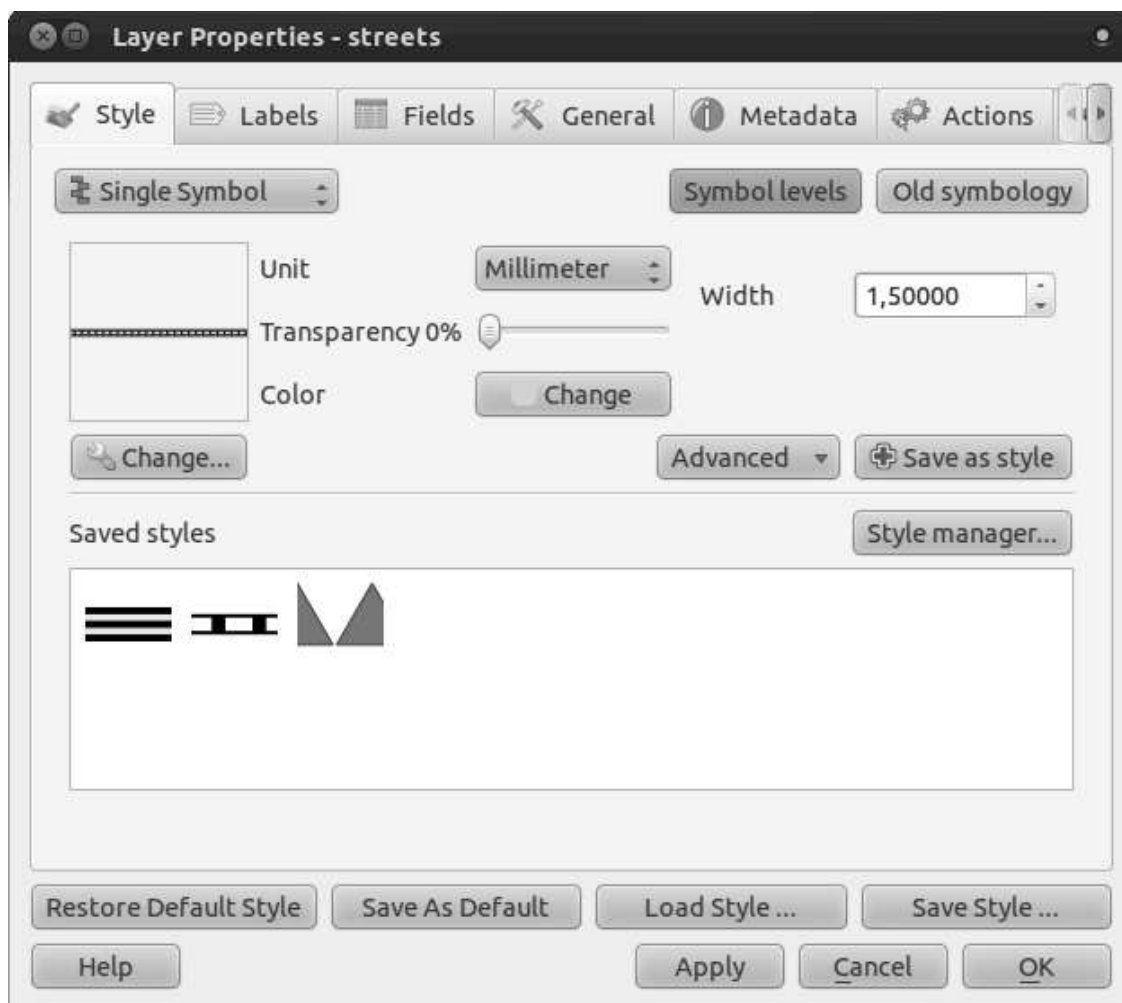 Layer Properties - streets
Style Labels Fields General Metadata Actions
Single Symbol Symbol levels Old symbology
Unit Millimeter Width 1,50000
Transparency 0%
Color Change
Change... Advanced Save as style
Saved styles Style manager...
Restore Default Style Save As Default Load Style ... Save Style ...
Help Apply Cancel OK